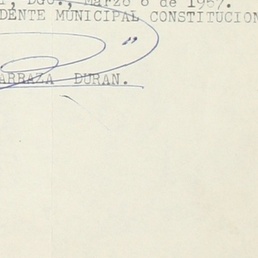 DGO., Marzo 6 de 1957.
DENTE MUNICIPAL CONSTITUCION
ARRAZA DURAN.